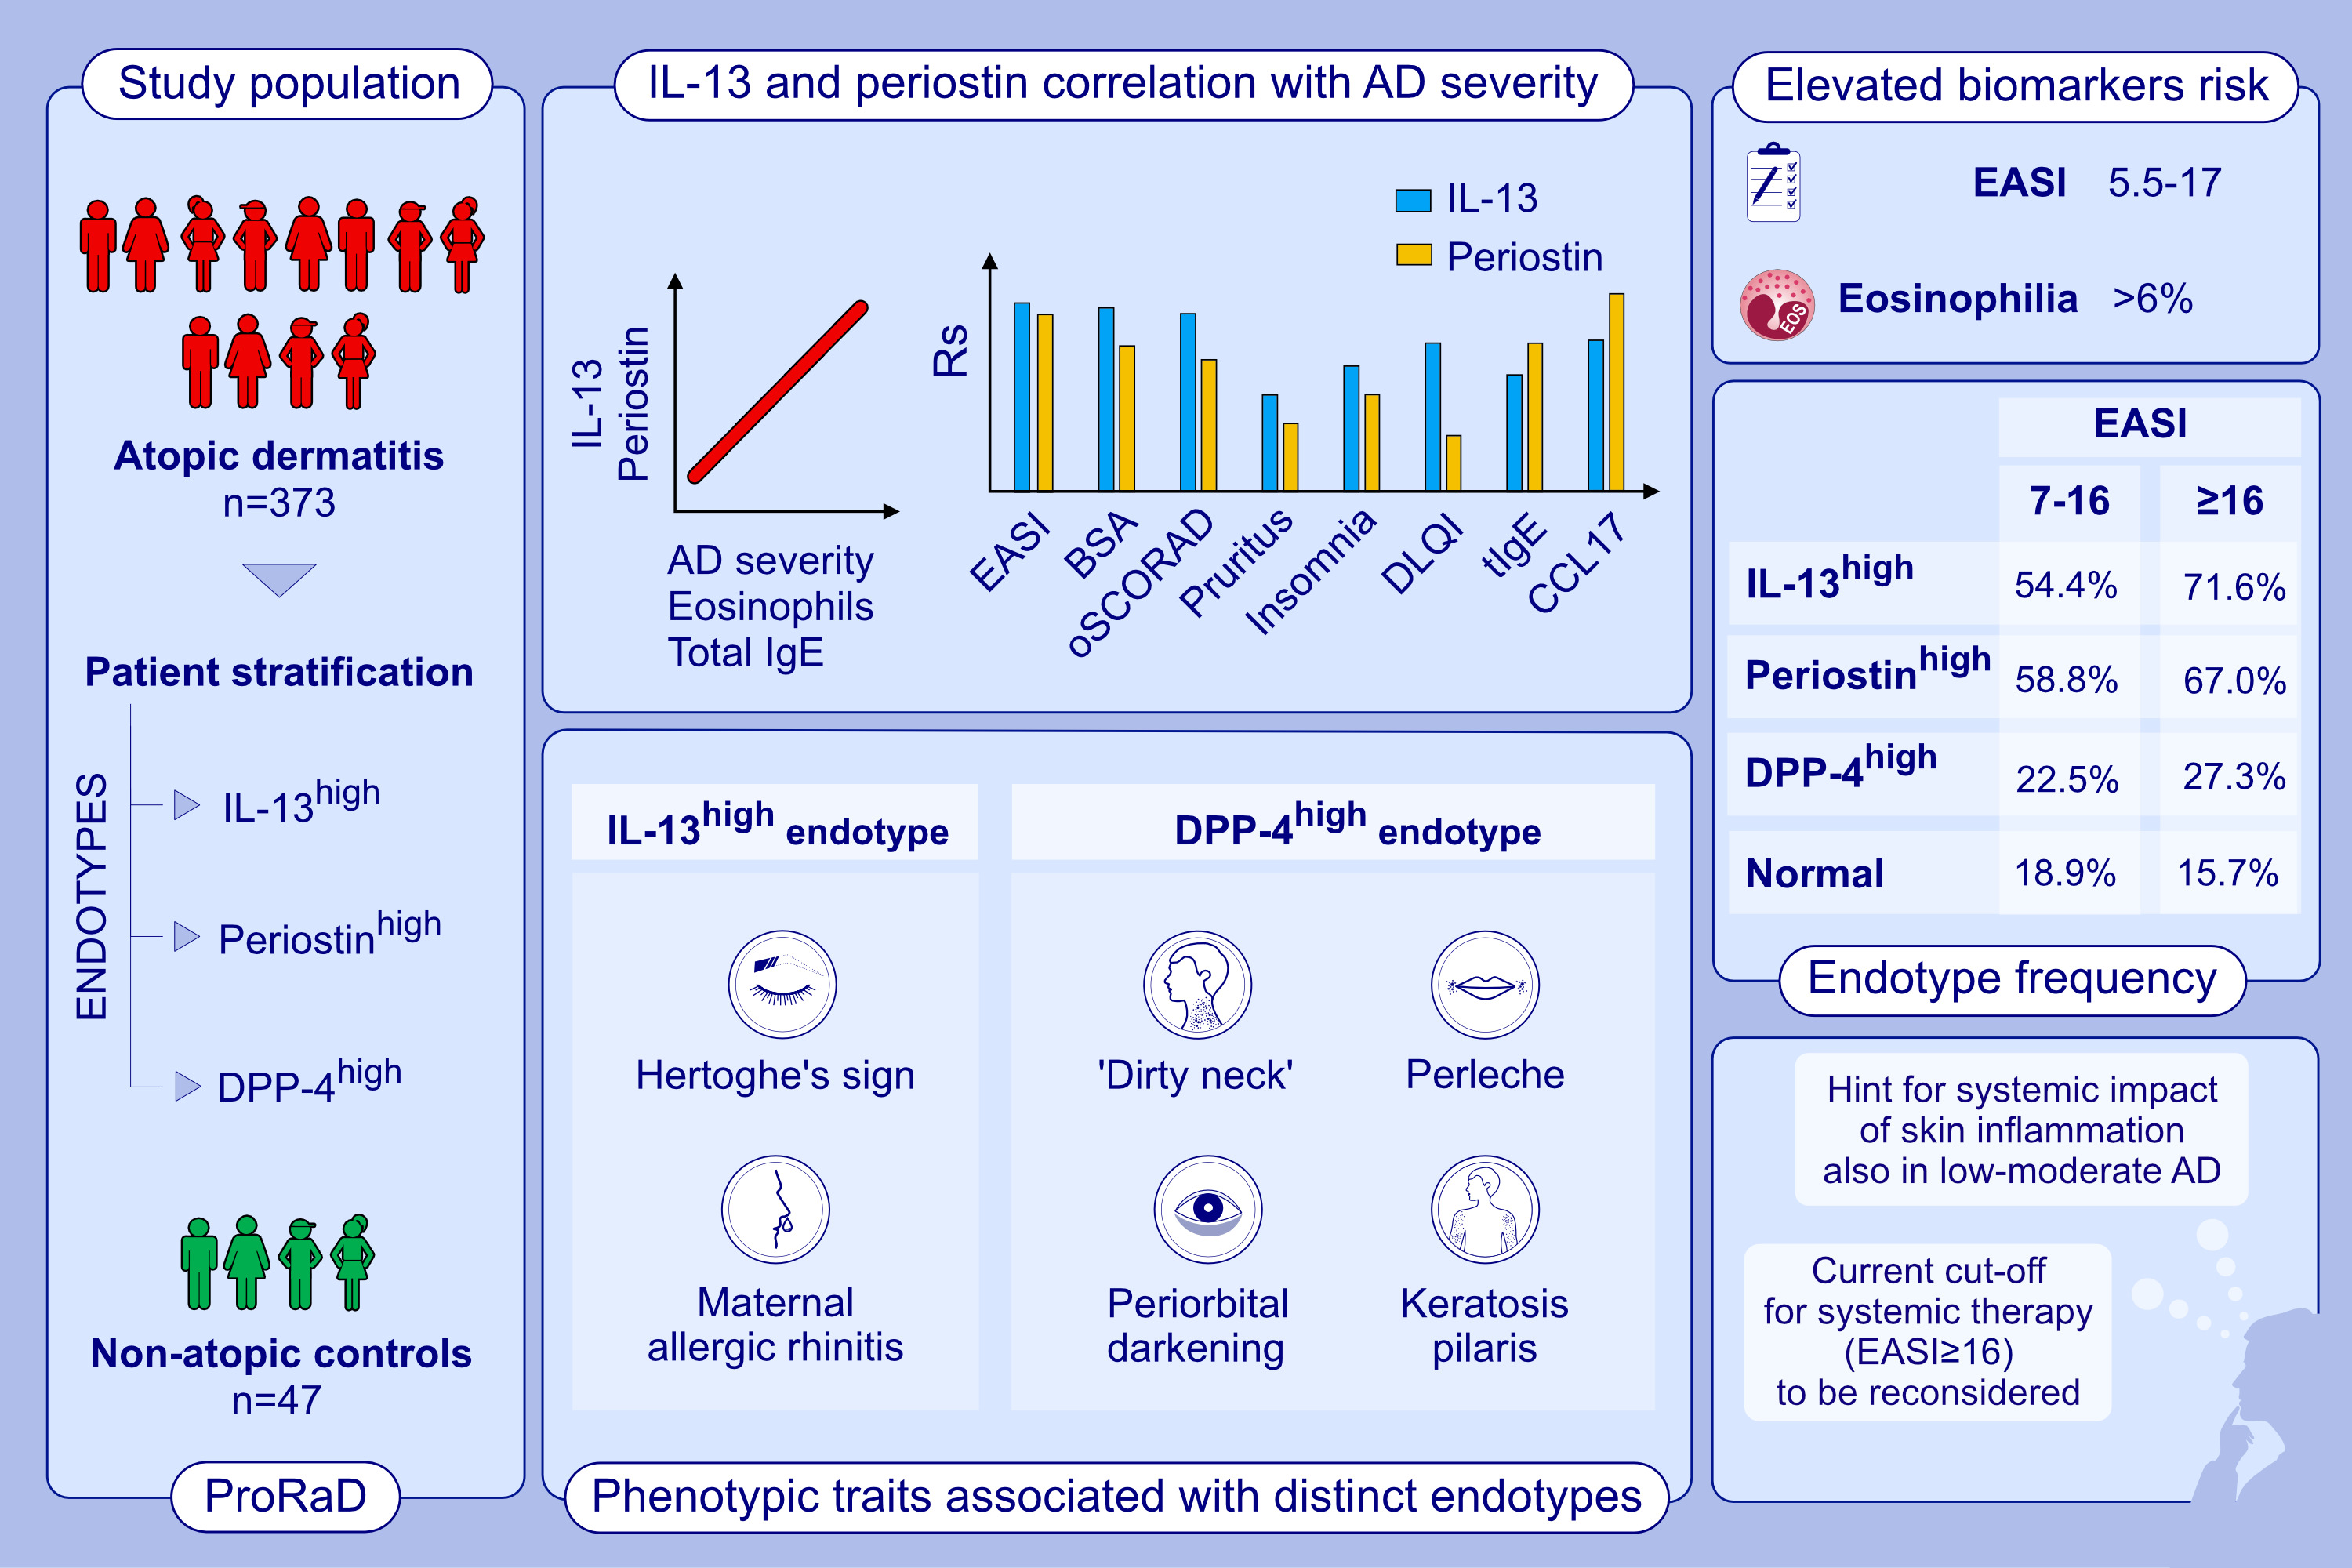 Study population
Atopic dermatitis
n=373
Patient stratification
ENDOTYPES
IL-13high
Periostinhigh
DPP-4high
Non-atopic controls
n=47
ProRaD
IL-13 and periostin correlation with AD severity
IL-13
Periostin
AD severity
Eosinophils
Total IgE
IL-13
Periostin
Rs
EASI
BSA
oSCORAD
Pruritus
Insomnia
DLQI
tIgE
CCL17
IL-13high endotype
Hertoghe's sign
Maternal
allergic rhinitis
DPP-4high endotype
'Dirty neck'
Perleche
Periorbital
darkening
Keratosis
pilaris
Phenotypic traits associated with distinct endotypes
Elevated biomarkers risk
EASI 5.5-17
EOS
Eosinophilia >6%
EASI
7-16 ≥16
IL-13high 54.4% 71.6%
Periostinhigh 58.8% 67.0%
DPP-4high 22.5% 27.3%
Normal 18.9% 15.7%
Endotype frequency
Hint for systemic impact
of skin inflammation
also in low-moderate AD
Current cut-off
for systemic therapy
(EASI≥16)
to be reconsidered